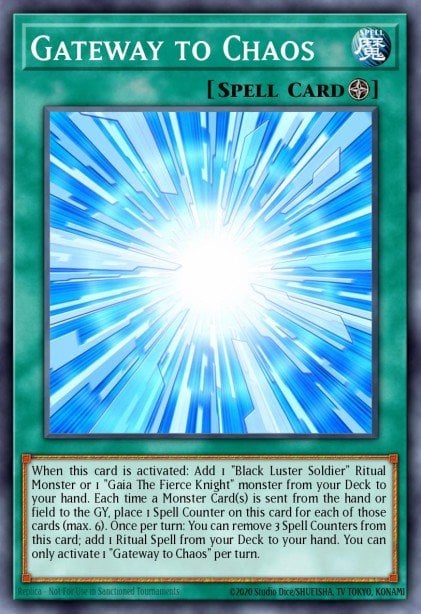 GATEWAY TO CHAOS
SPELL
魔
[SPELL CARD]
When this card is activated: Add 1 "Black Luster Soldier" Ritual
Monster or 1 "Gaia The Fierce Knight" monster from your Deck to
your hand. Each time a Monster Card(s) is sent from the hand or
field to the GY, place 1 Spell Counter on this card for each of those
cards (max. 6). Once per turn: You can remove 3 Spell Counters from
this card; add 1 Ritual Spell from your Deck to your hand. You can
only activate 1 "Gateway to Chaos" per turn.
Replica - Not For Use in Sanctioned Tournaments
©2020 Studio Dice/SHUEISHA, TV TOKYO, KONAMI